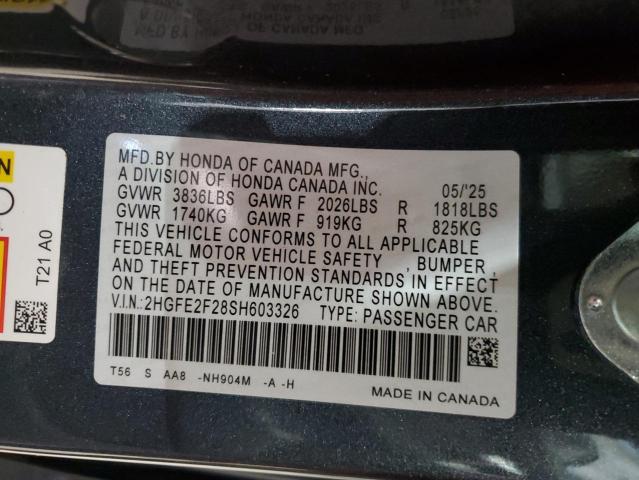 MFD.BY HONDA OF CANADA MFG.,
A DIVISION OF HONDA CANADA INC. 05/'25
GVWR 3836LBS GAWR F 2026LBS R 1818LBS
GVWR 1740KG GAWR F 919KG R 825KG
THIS VEHICLE CONFORMS TO ALL APPLICABLE
FEDERAL MOTOR VEHICLE SAFETY , BUMPER ,
AND THEFT PREVENTION STANDARDS IN EFFECT
ON THE DATE OF MANUFACTURE SHOWN ABOVE.
V.I.N.:2HGFE2F28SH603326 TYPE: PASSENGER CAR
T56 S AA8 -NH904M -A -H
MADE IN CANADA
T21 A0